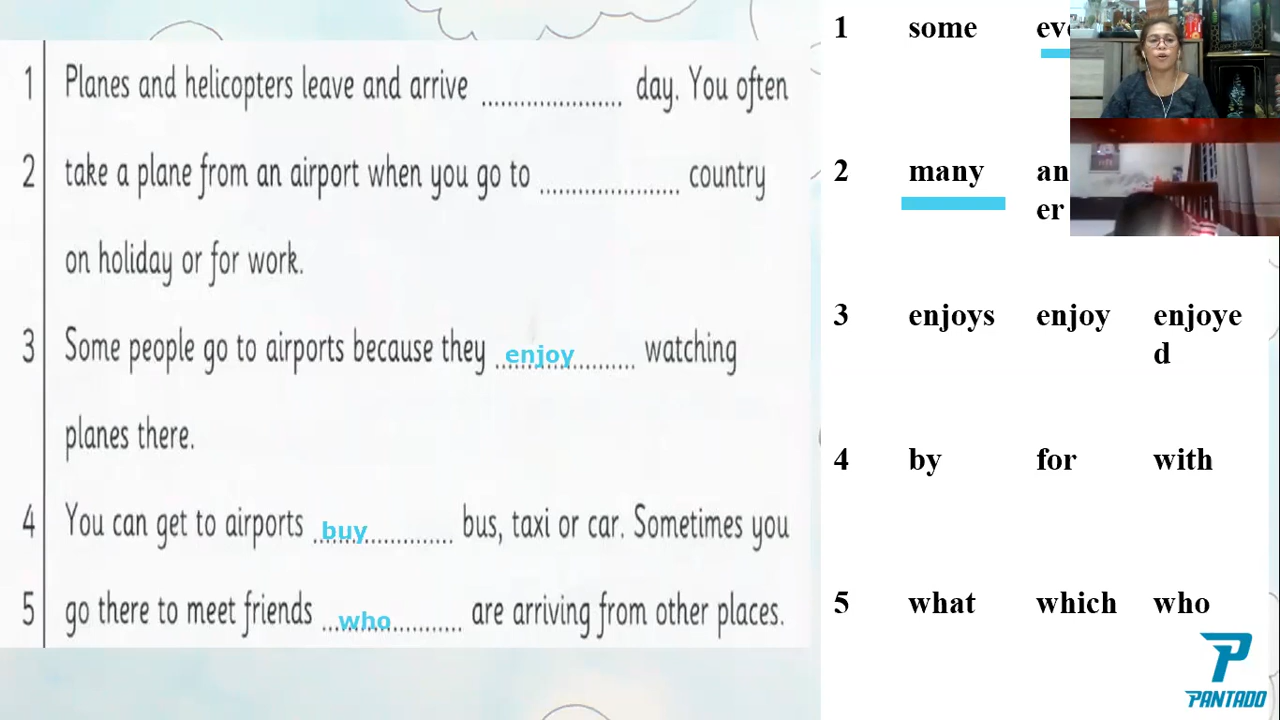 1 Planes and helicopters leave and arrive ...................... day. You often
2 take a plane from an airport when you go to ...................... country
on holiday or for work.
3 Some people go to airports because they enjoy watching
planes there.
4 You can get to airports buy bus, taxi or car. Sometimes you
5 go there to meet friends who are arriving from other places.
1 some
2 many an
er
3 enjoys enjoy enjoye
d
4 by for with
5 what which who
PANTADO